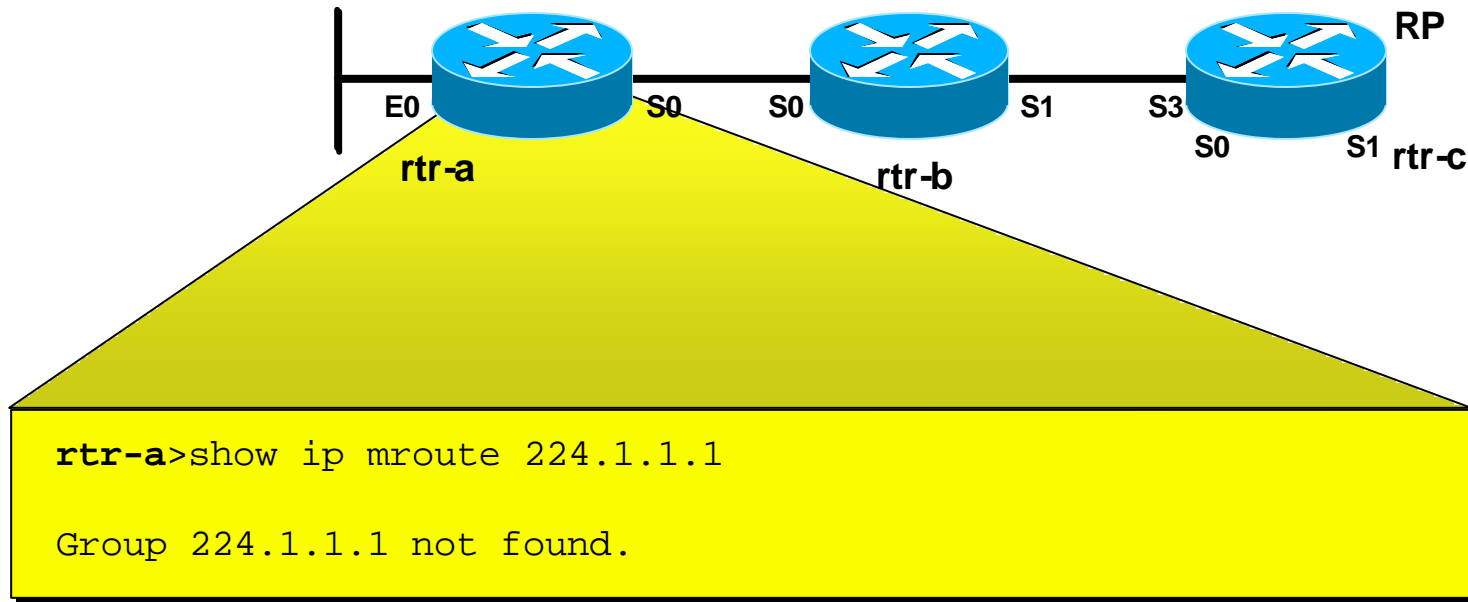 RP
E0 S0 S0 S1 S3
S0 S1 rtr-c
rtr-a rtr-b
rtr-a>show ip mroute 224.1.1.1
Group 224.1.1.1 not found.